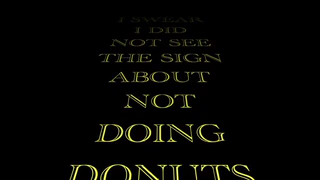 I SWEAR
I DID
NOT SEE
THE SIGN
ABOUT
NOT
DOING
DONUTS